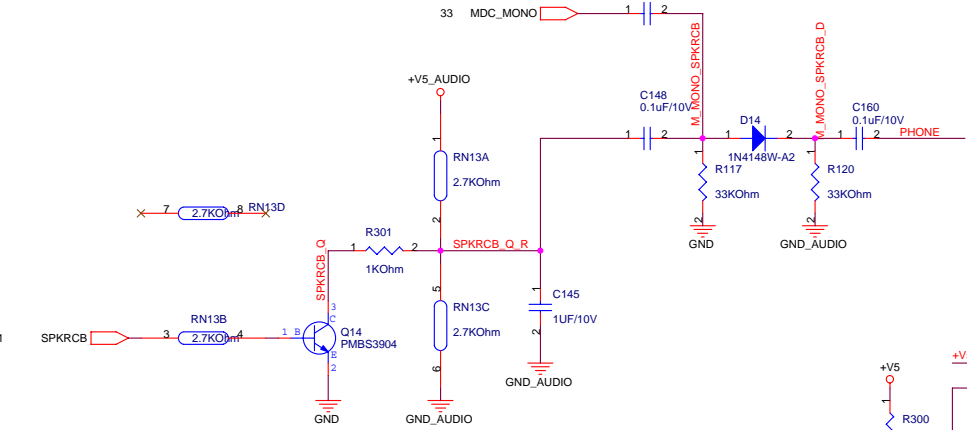 33 MDC_MONO
1 2
M_MONO_SPKRCB
M_MONO_SPKRCB_D
+V5_AUDIO
C148
0.1uF/10V
1 2
D14
1 2
1N4148W-A2
C160
0.1uF/10V
1 2
PHONE
1
RN13A
2.7KOhm
2
1
R117
33KOhm
2
GND
1
R120
33KOhm
2
GND_AUDIO
7 2.7KOhm 8 RN13D
SPKRCB_Q
R301
1 2
1KOhm
SPKRCB_Q_R
5
RN13C
2.7KOhm
6
GND_AUDIO
1
C145
1UF/10V
2
GND_AUDIO
SPKRCB
RN13B
3 2.7KOhm 4
1 B
3
C
Q14
PMBS3904
E
2
GND
+V5
1
R300
+V